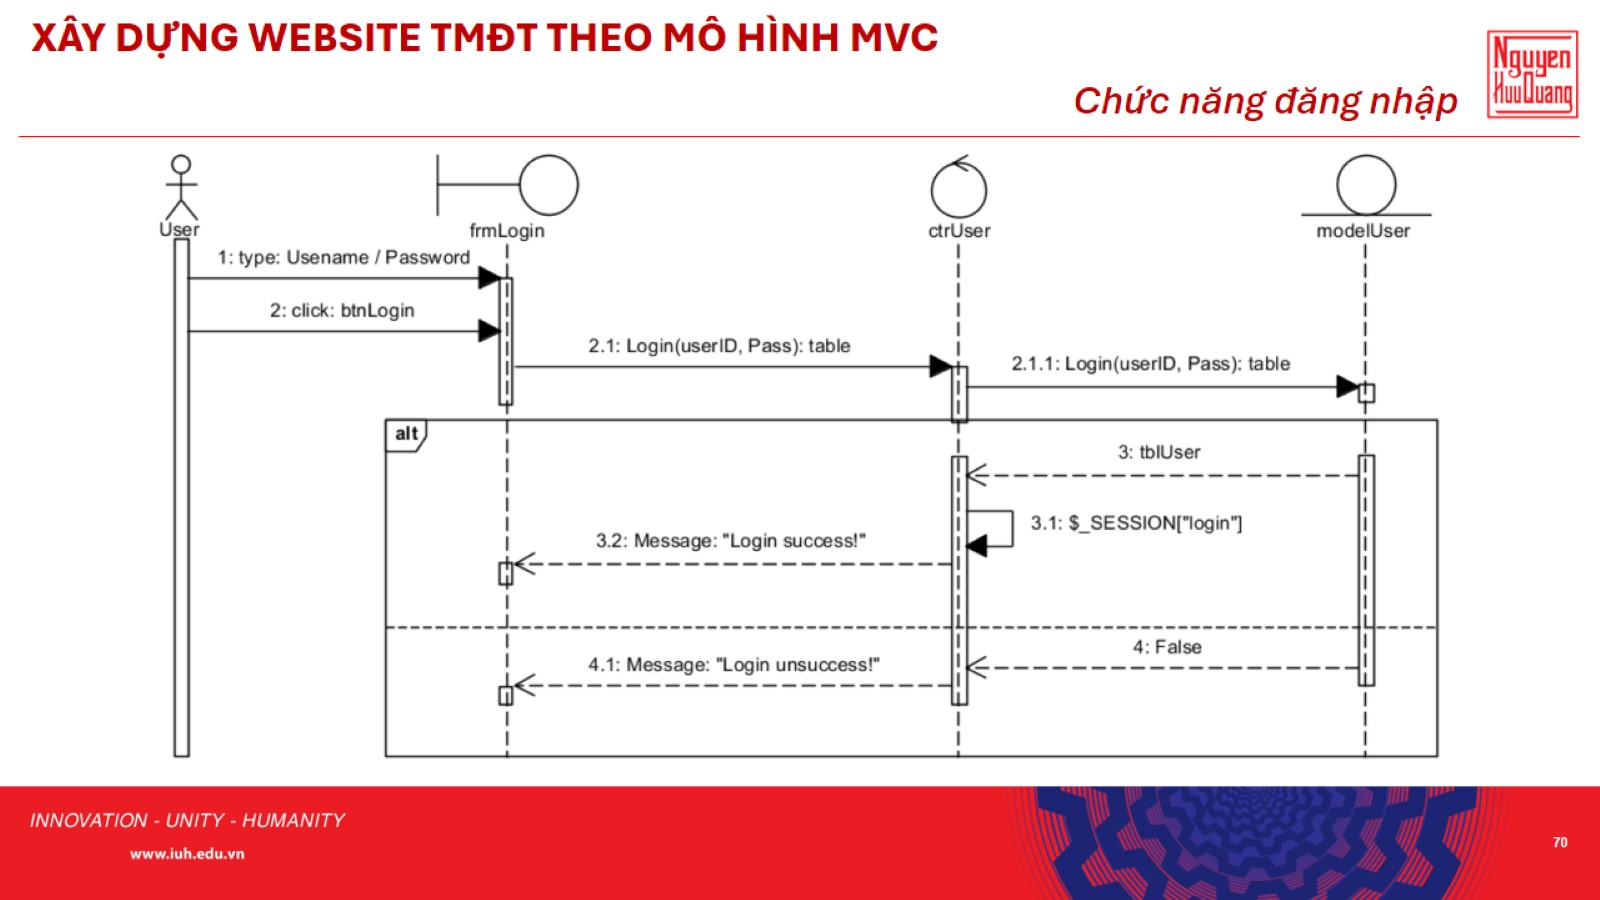 XÂY DỰNG WEBSITE TMĐT THEO MÔ HÌNH MVC
Chức năng đăng nhập
Nguyen
HuuQuang
User
frmLogin
ctrUser
modelUser
1: type: Usename / Password
2: click: btnLogin
2.1: Login(userID, Pass): table
2.1.1: Login(userID, Pass): table
alt
3: tblUser
3.1: $_SESSION["login"]
3.2: Message: "Login success!"
4: False
4.1: Message: "Login unsuccess!"
INNOVATION - UNITY - HUMANITY
www.iuh.edu.vn
70